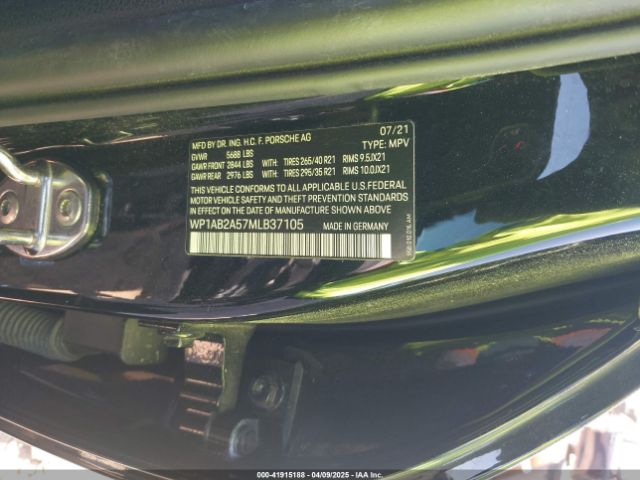 MFD BY DR. ING. H.C. F. PORSCHE AG 07/21
GVWR 5688 LBS TYPE: MPV
GAWR FRONT 2844 LBS WITH: TIRES 265/40 R21 RIMS 9.5JX21
GAWR REAR 2976 LBS WITH: TIRES 295/35 R21 RIMS 10.0JX21
THIS VEHICLE CONFORMS TO ALL APPLICABLE U.S.FEDERAL
MOTOR VEHICLE SAFETY AND THEFT PREVENTION STANDARDS
IN EFFECT ON THE DATE OF MANUFACTURE SHOWN ABOVE
WP1AB2A57MLB37105 MADE IN GERMANY
000-41915188 - 04/09/2025 - IAAI.COM